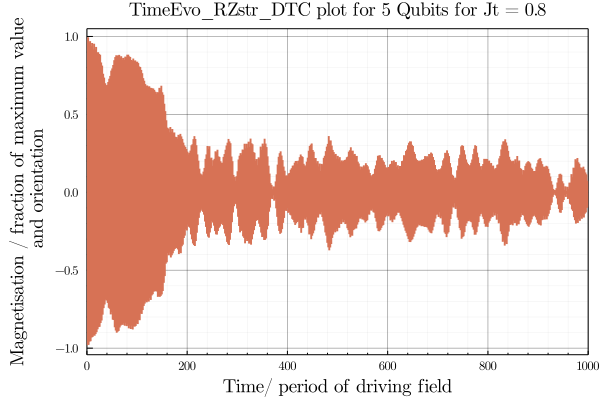 TimeEvo_RZstr_DTC plot for 5 Qubits for Jt = 0.8
Magnetisation / fraction of maximum value
and orientation
1.0
0.5
0.0
−0.5
−1.0
0 200 400 600 800 1000
Time/ period of driving field